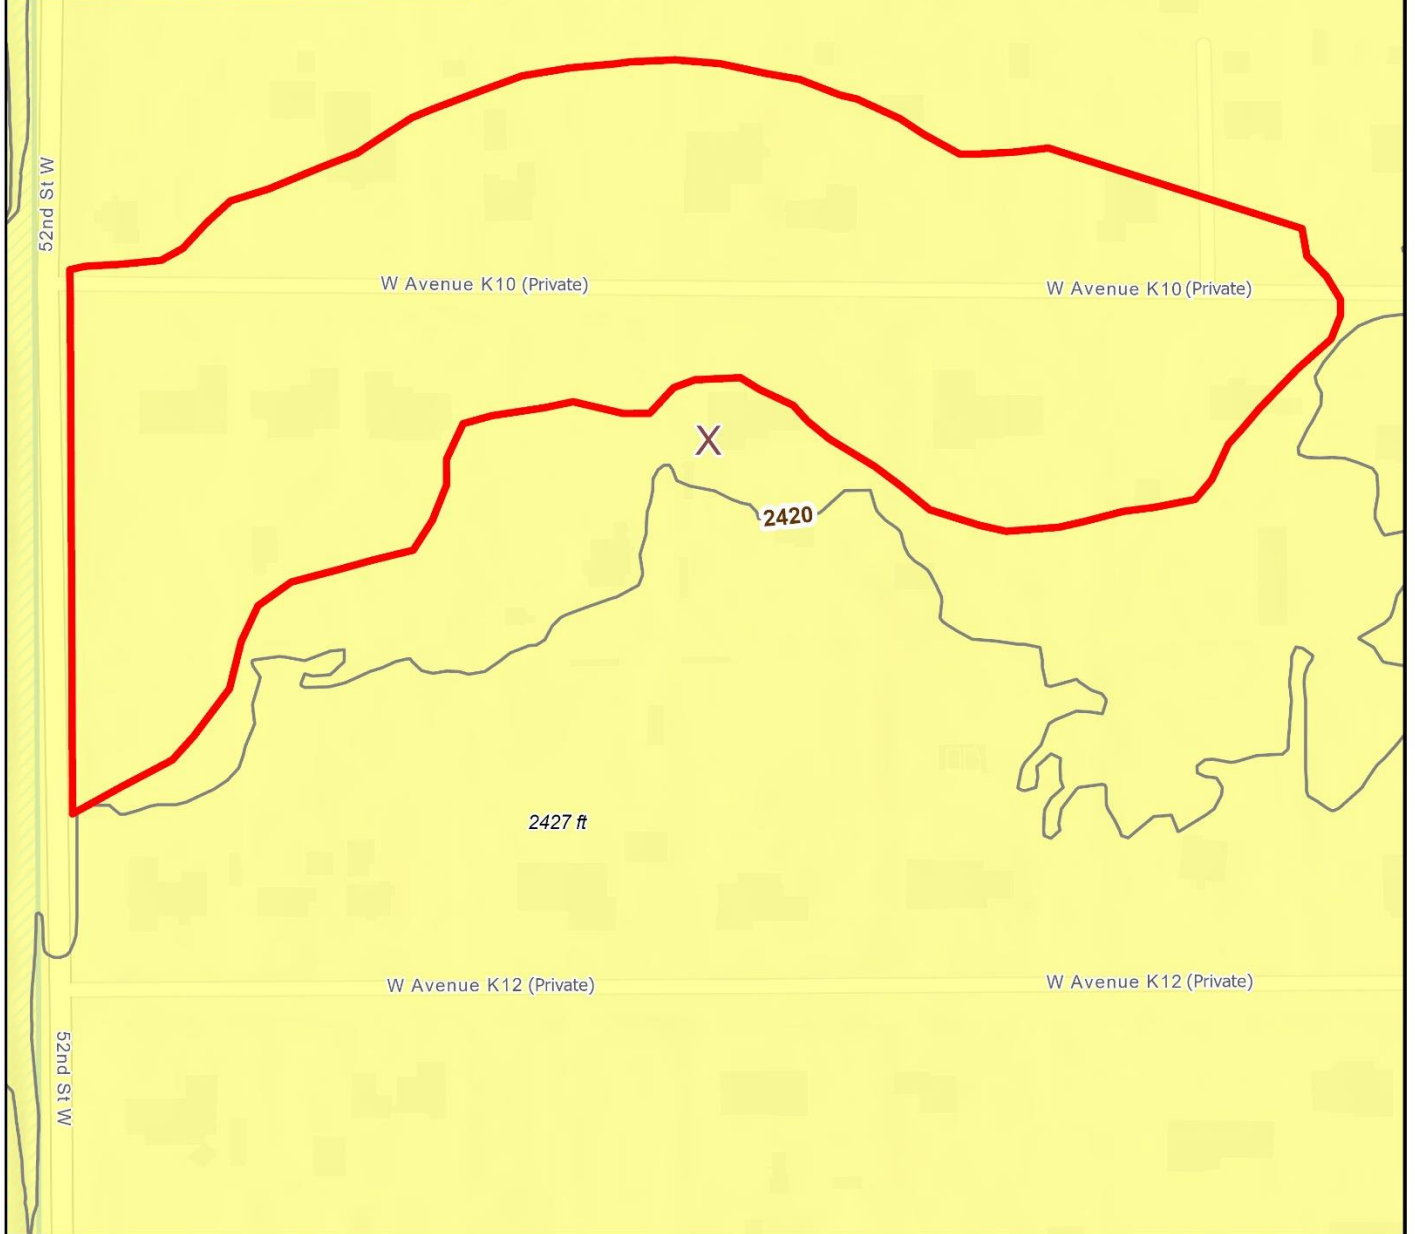 52nd St W
W Avenue K10 (Private)
W Avenue K10 (Private)
X
2420
2427 ft
W Avenue K12 (Private)
W Avenue K12 (Private)
52nd St W